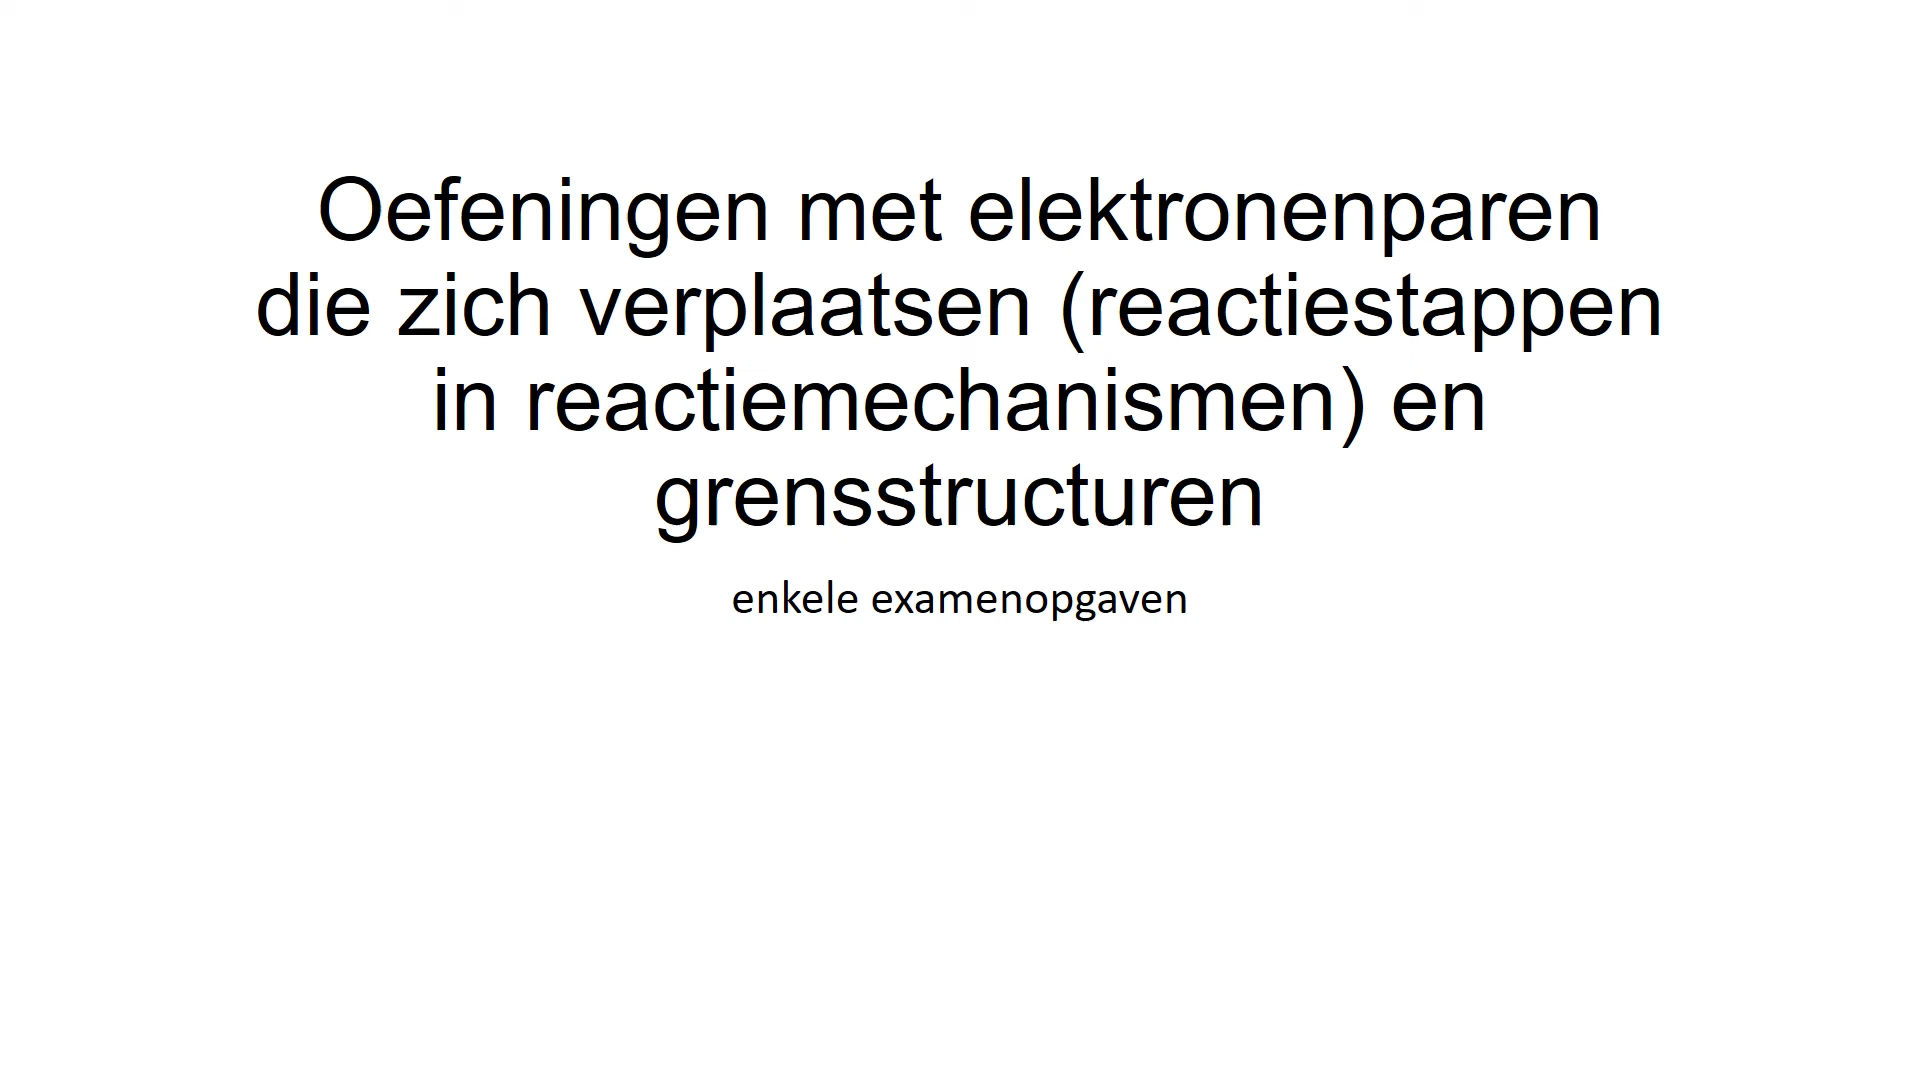 Oefeningen met elektronenparen
die zich verplaatsen (reactiestappen
in reactiemechanismen) en
grensstructuren
enkele examenopgaven